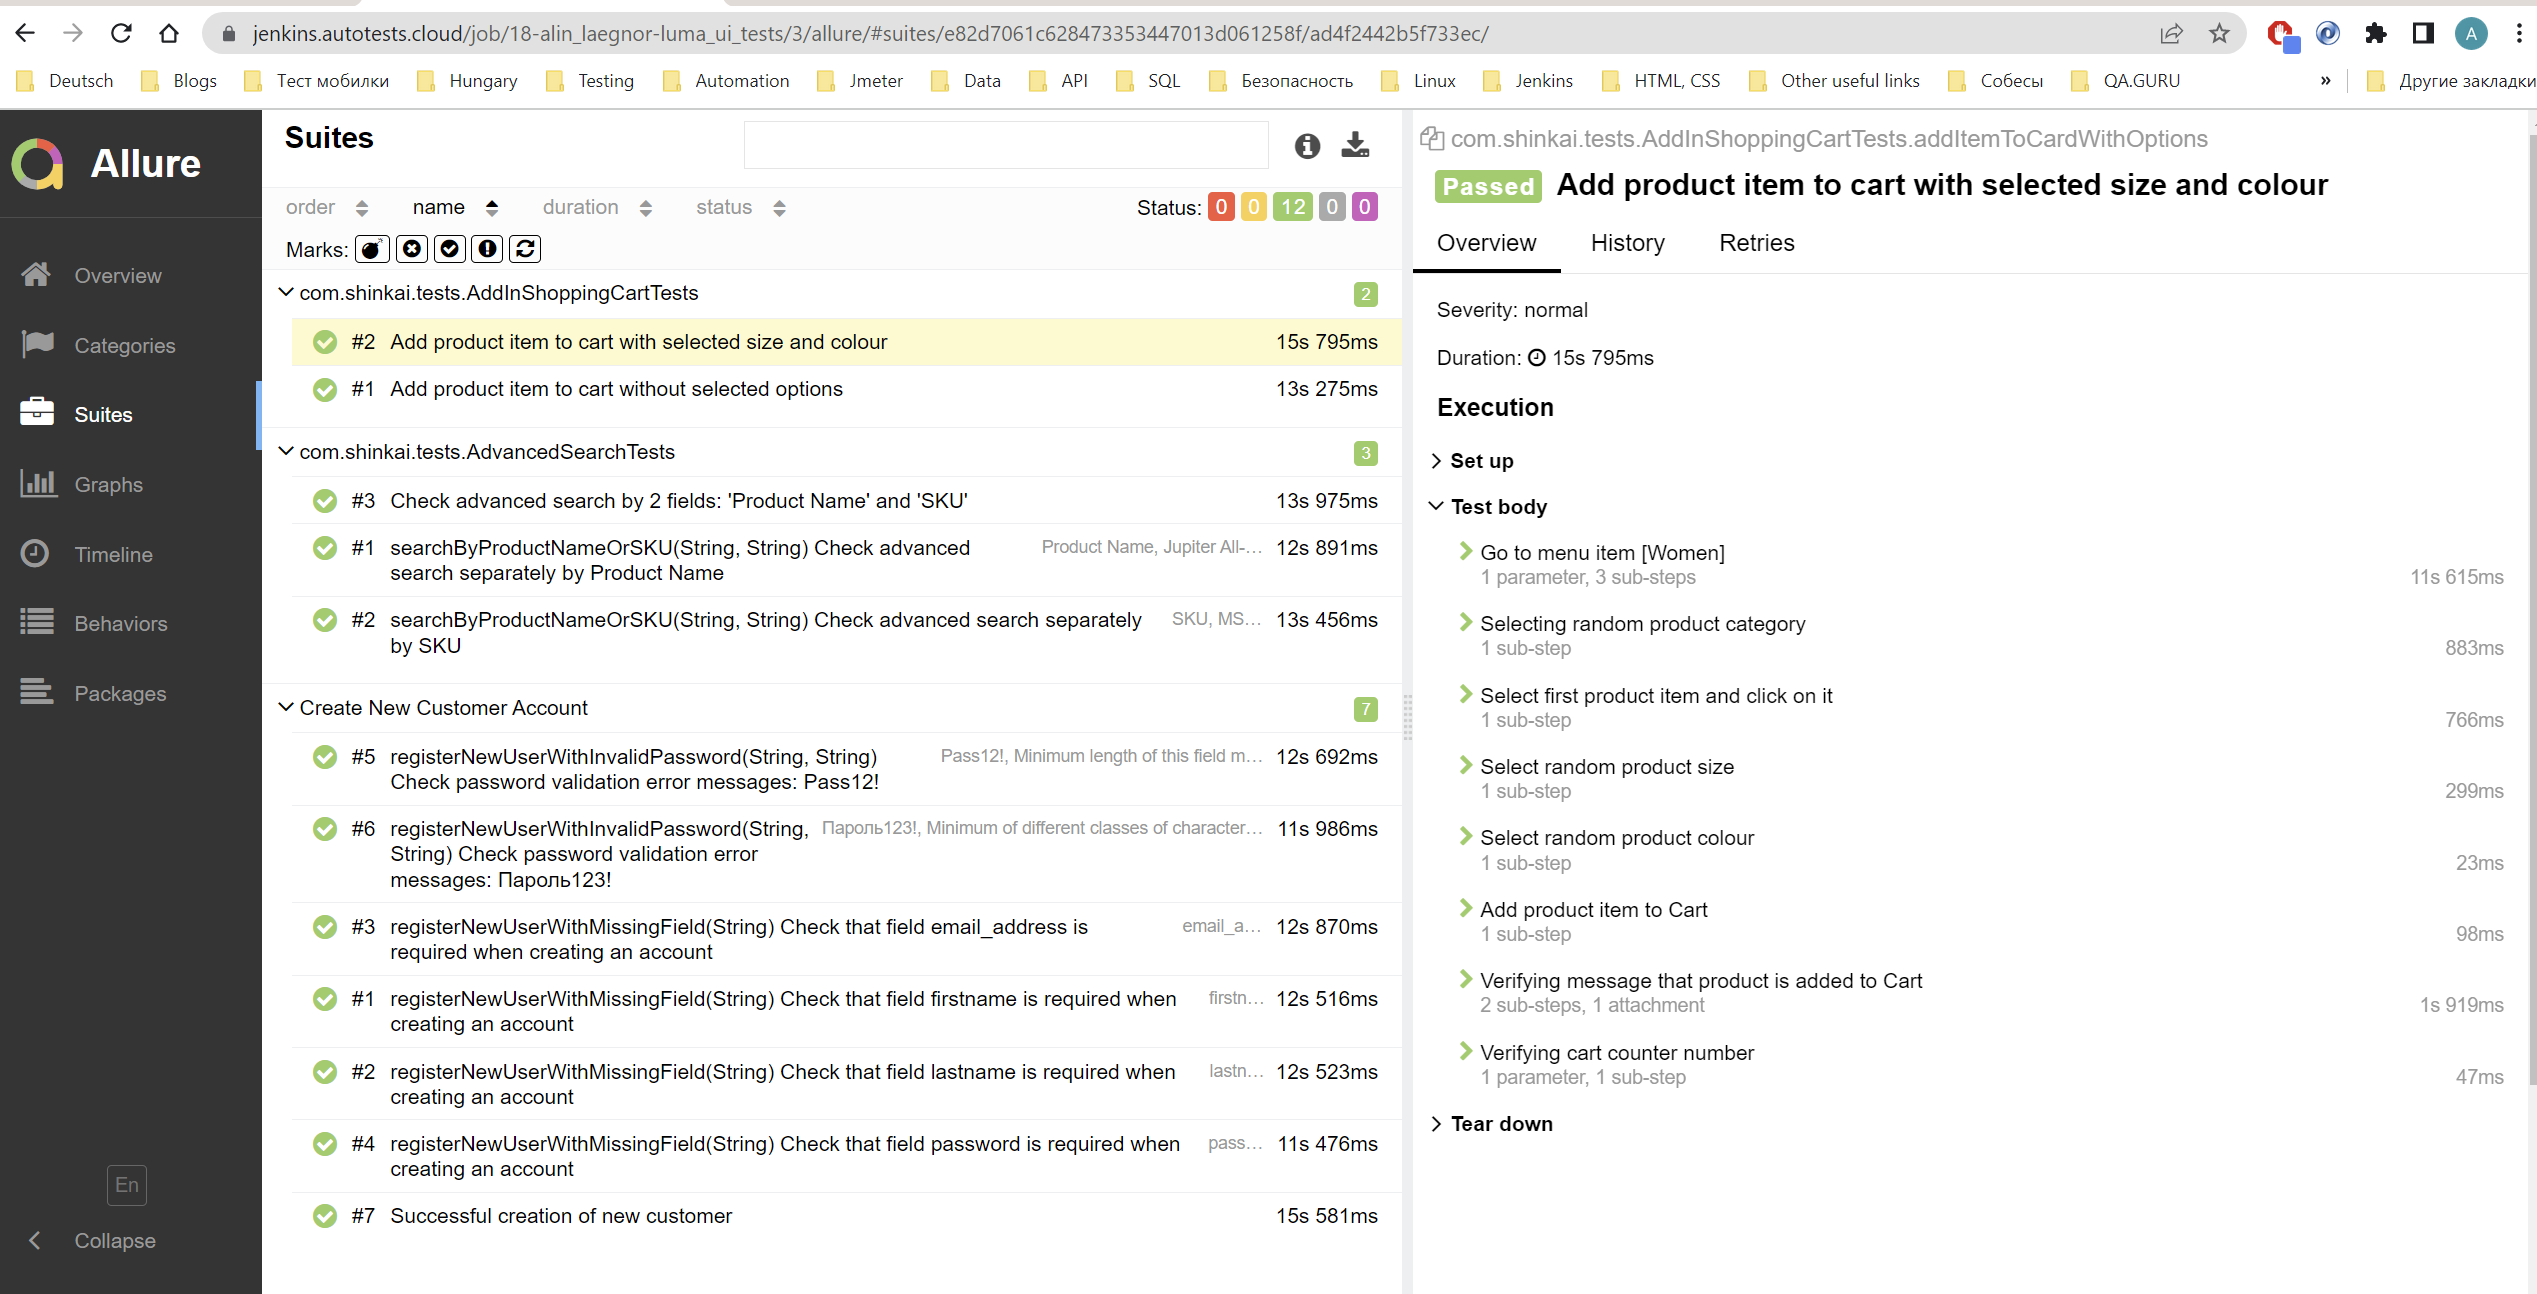 jenkins.autotests.cloud/job/18-alin_laegnor-luma_ui_tests/3/allure/#suites/e82d7061c628473353447013d061258f/ad4f2442b5f733ec/
A
Deutsch Blogs Тест мобилки Hungary Testing Automation Jmeter Data API SQL Безопасность Linux Jenkins HTML, CSS Other useful links Собесы QA.GURU » Другие закладки
Allure
Overview
Categories
Suites
Graphs
Timeline
Behaviors
Packages
En
Collapse
Suites
order name duration status
Status: 0 0 12 0 0
Marks:
com.shinkai.tests.AddInShoppingCartTests 2
#2 Add product item to cart with selected size and colour 15s 795ms
#1 Add product item to cart without selected options 13s 275ms
com.shinkai.tests.AdvancedSearchTests 3
#3 Check advanced search by 2 fields: 'Product Name' and 'SKU' 13s 975ms
#1 searchByProductNameOrSKU(String, String) Check advanced Product Name, Jupiter All-... 12s 891ms
search separately by Product Name
#2 searchByProductNameOrSKU(String, String) Check advanced search separately SKU, MS... 13s 456ms
by SKU
Create New Customer Account 7
#5 registerNewUserWithInvalidPassword(String, String) Pass12!, Minimum length of this field m... 12s 692ms
Check password validation error messages: Pass12!
#6 registerNewUserWithInvalidPassword(String, Пароль123!, Minimum of different classes of character... 11s 986ms
String) Check password validation error
messages: Пароль123!
#3 registerNewUserWithMissingField(String) Check that field email_address is email_a... 12s 870ms
required when creating an account
#1 registerNewUserWithMissingField(String) Check that field firstname is required when firstn... 12s 516ms
creating an account
#2 registerNewUserWithMissingField(String) Check that field lastname is required when lastn... 12s 523ms
creating an account
#4 registerNewUserWithMissingField(String) Check that field password is required when pass... 11s 476ms
creating an account
#7 Successful creation of new customer 15s 581ms
com.shinkai.tests.AddInShoppingCartTests.addItemToCardWithOptions
Passed Add product item to cart with selected size and colour
Overview History Retries
Severity: normal
Duration: 15s 795ms
Execution
Set up
Test body
Go to menu item [Women]
1 parameter, 3 sub-steps 11s 615ms
Selecting random product category
1 sub-step 883ms
Select first product item and click on it
1 sub-step 766ms
Select random product size
1 sub-step 299ms
Select random product colour
1 sub-step 23ms
Add product item to Cart
1 sub-step 98ms
Verifying message that product is added to Cart
2 sub-steps, 1 attachment 1s 919ms
Verifying cart counter number
1 parameter, 1 sub-step 47ms
Tear down